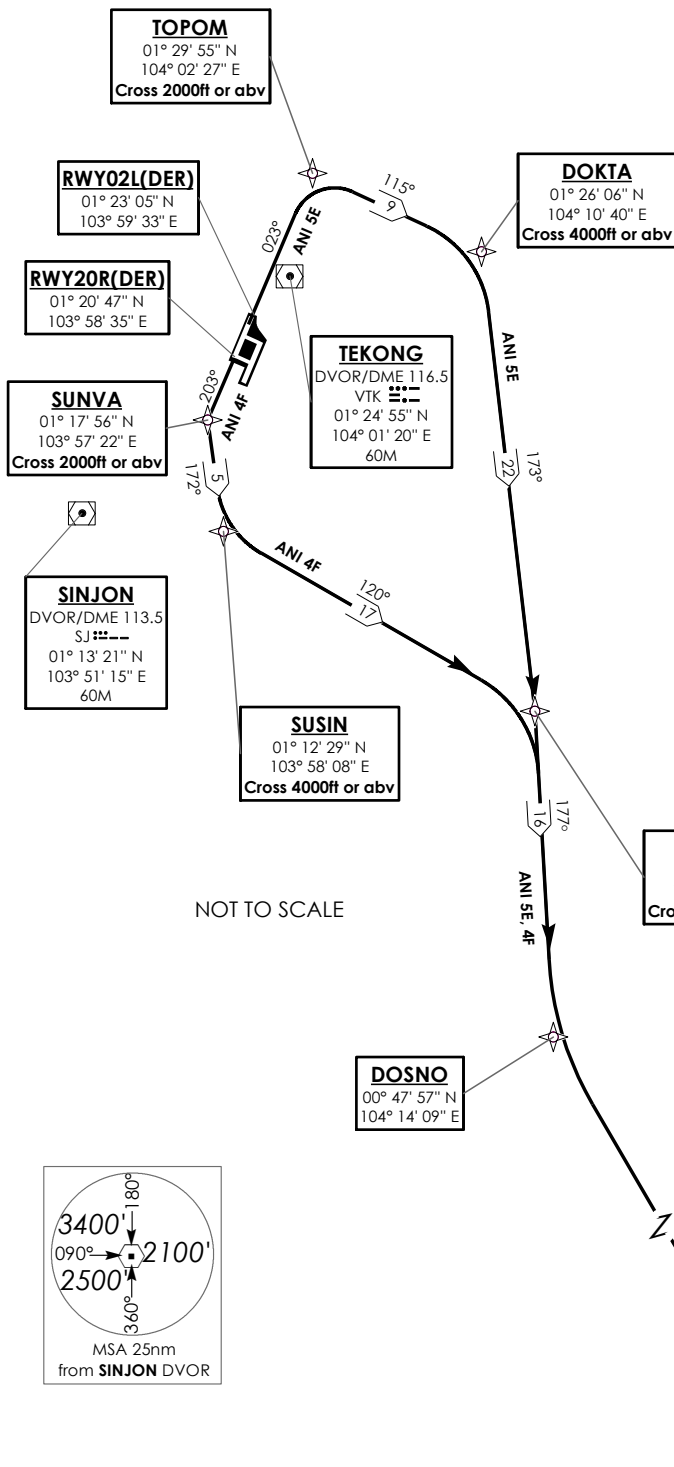 TOPOM
01° 29' 55" N
104° 02' 27" E
Cross 2000ft or abv
RWY02L(DER)
01° 23' 05" N
103° 59' 33" E
115°
9
DOKTA
01° 26' 06" N
104° 10' 40" E
Cross 4000ft or abv
023°
ANI 5E
RWY20R(DER)
01° 20' 47" N
103° 58' 35" E
TEKONG
DVOR/DME 116.5
VTK
01° 24' 55" N
104° 01' 20" E
60M
ANI 5E
SUNVA
01° 17' 56" N
103° 57' 22" E
Cross 2000ft or abv
203°
ANI 4F
172°
5
22
173°
SINJON
DVOR/DME 113.5
SJ
01° 13' 21" N
103° 51' 15" E
60M
ANI 4F
120°
17
SUSIN
01° 12' 29" N
103° 58' 08" E
Cross 4000ft or abv
16
177°
Cro
NOT TO SCALE
ANI 5E, 4F
DOSNO
00° 47' 57" N
104° 14' 09" E
180°
3400'
090°
2100'
2500'
360°
MSA 25nm
from SINJON DVOR